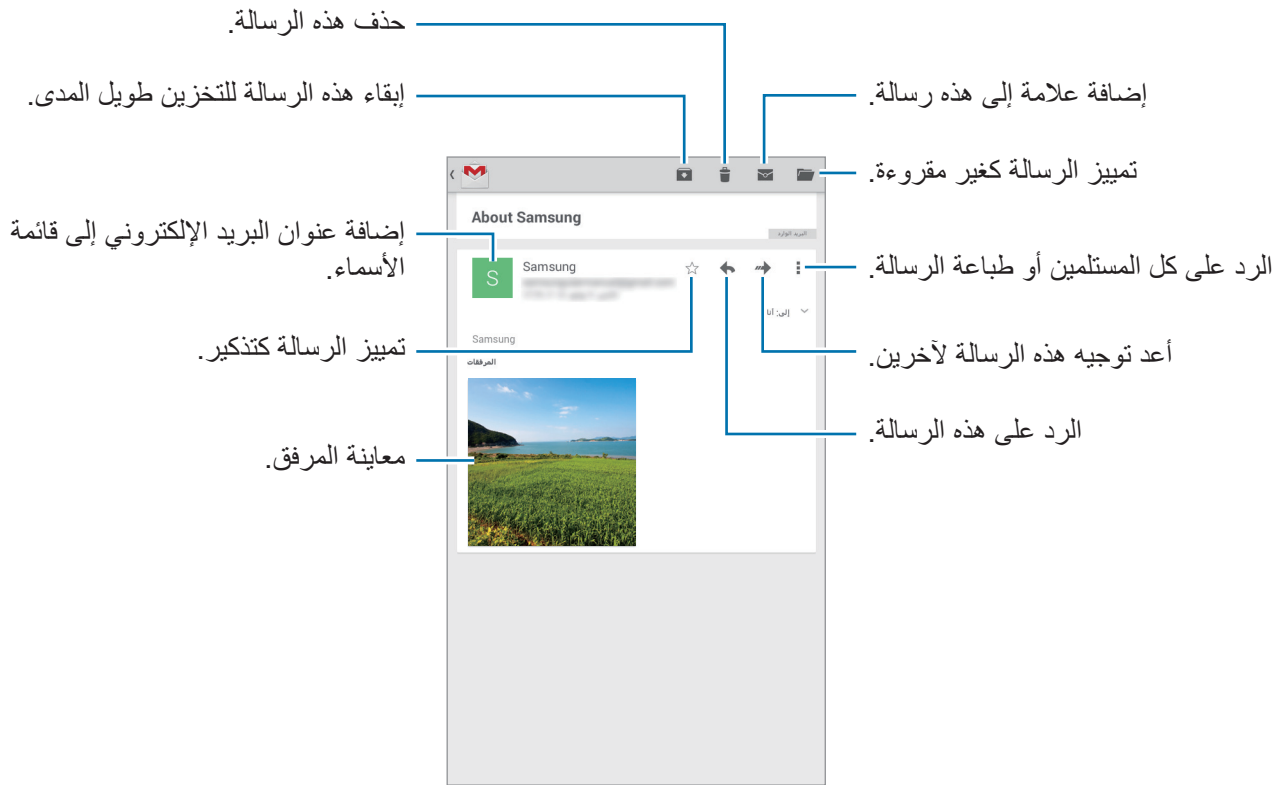 حذف هذه الرسالة.
إبقاء هذه الرسالة للتخزين طويل المدى.
إضافة علامة إلى هذه رسالة.
تمييز الرسالة كغير مقروءة.
About Samsung
البريد الوارد
إضافة عنوان البريد الإلكتروني إلى قائمة
الأسماء.
S
Samsung
الرد على كل المستلمين أو طباعة الرسالة.
إلى: أنا
Samsung
تمييز الرسالة كتذكير.
أعد توجيه هذه الرسالة لآخرين.
المرفقات
الرد على هذه الرسالة.
معاينة المرفق.